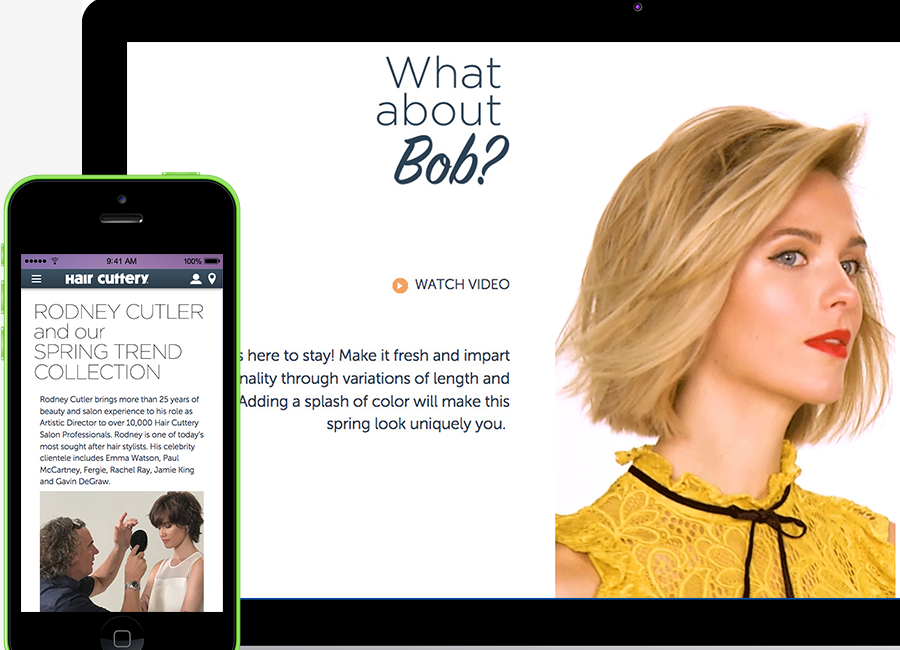 What
about
Bob?
WATCH VIDEO
s here to stay! Make it fresh and impart
nality through variations of length and
Adding a splash of color will make this
spring look uniquely you.
9:41 AM
100%
Hair Cuttery
RODNEY CUTLER
and our
SPRING TREND
COLLECTION
Rodney Cutler brings more than 25 years of
beauty and salon experience to his role as
Artistic Director to over 10,000 Hair Cuttery
Salon Professionals. Rodney is one of today's
most sought after hair stylists. His celebrity
clientele includes Emma Watson, Paul
McCartney, Fergie, Rachel Ray, Jamie King
and Gavin DeGraw.